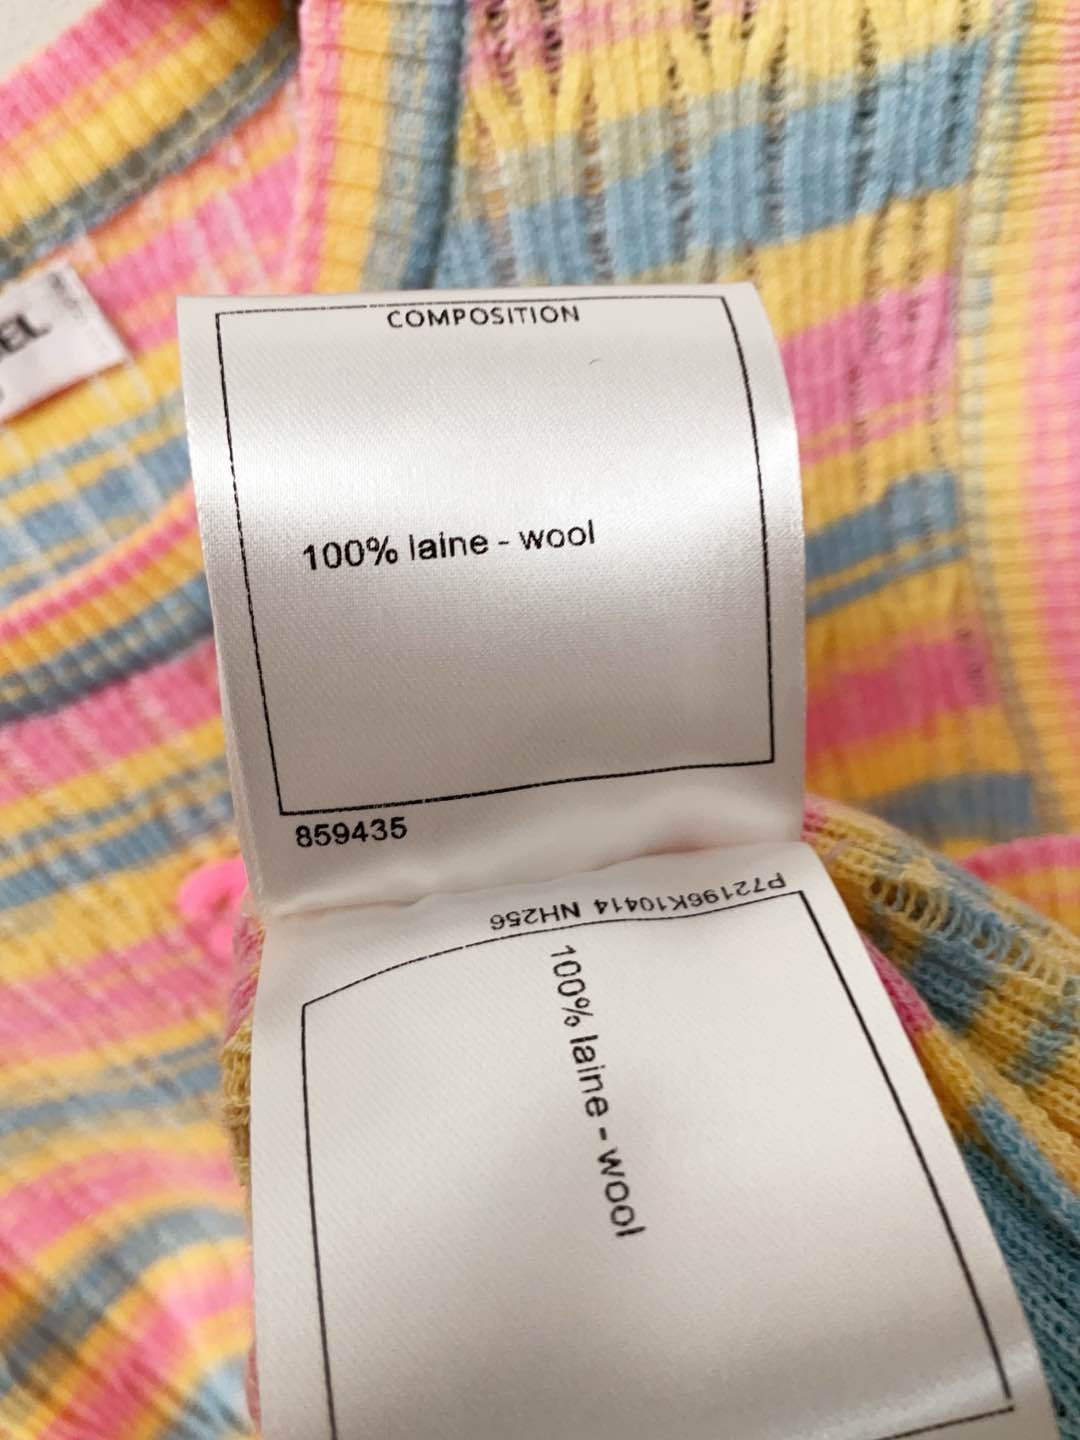 COMPOSITION
100% laine - wool
859435
P72196K10414 NH256
100% laine - wool